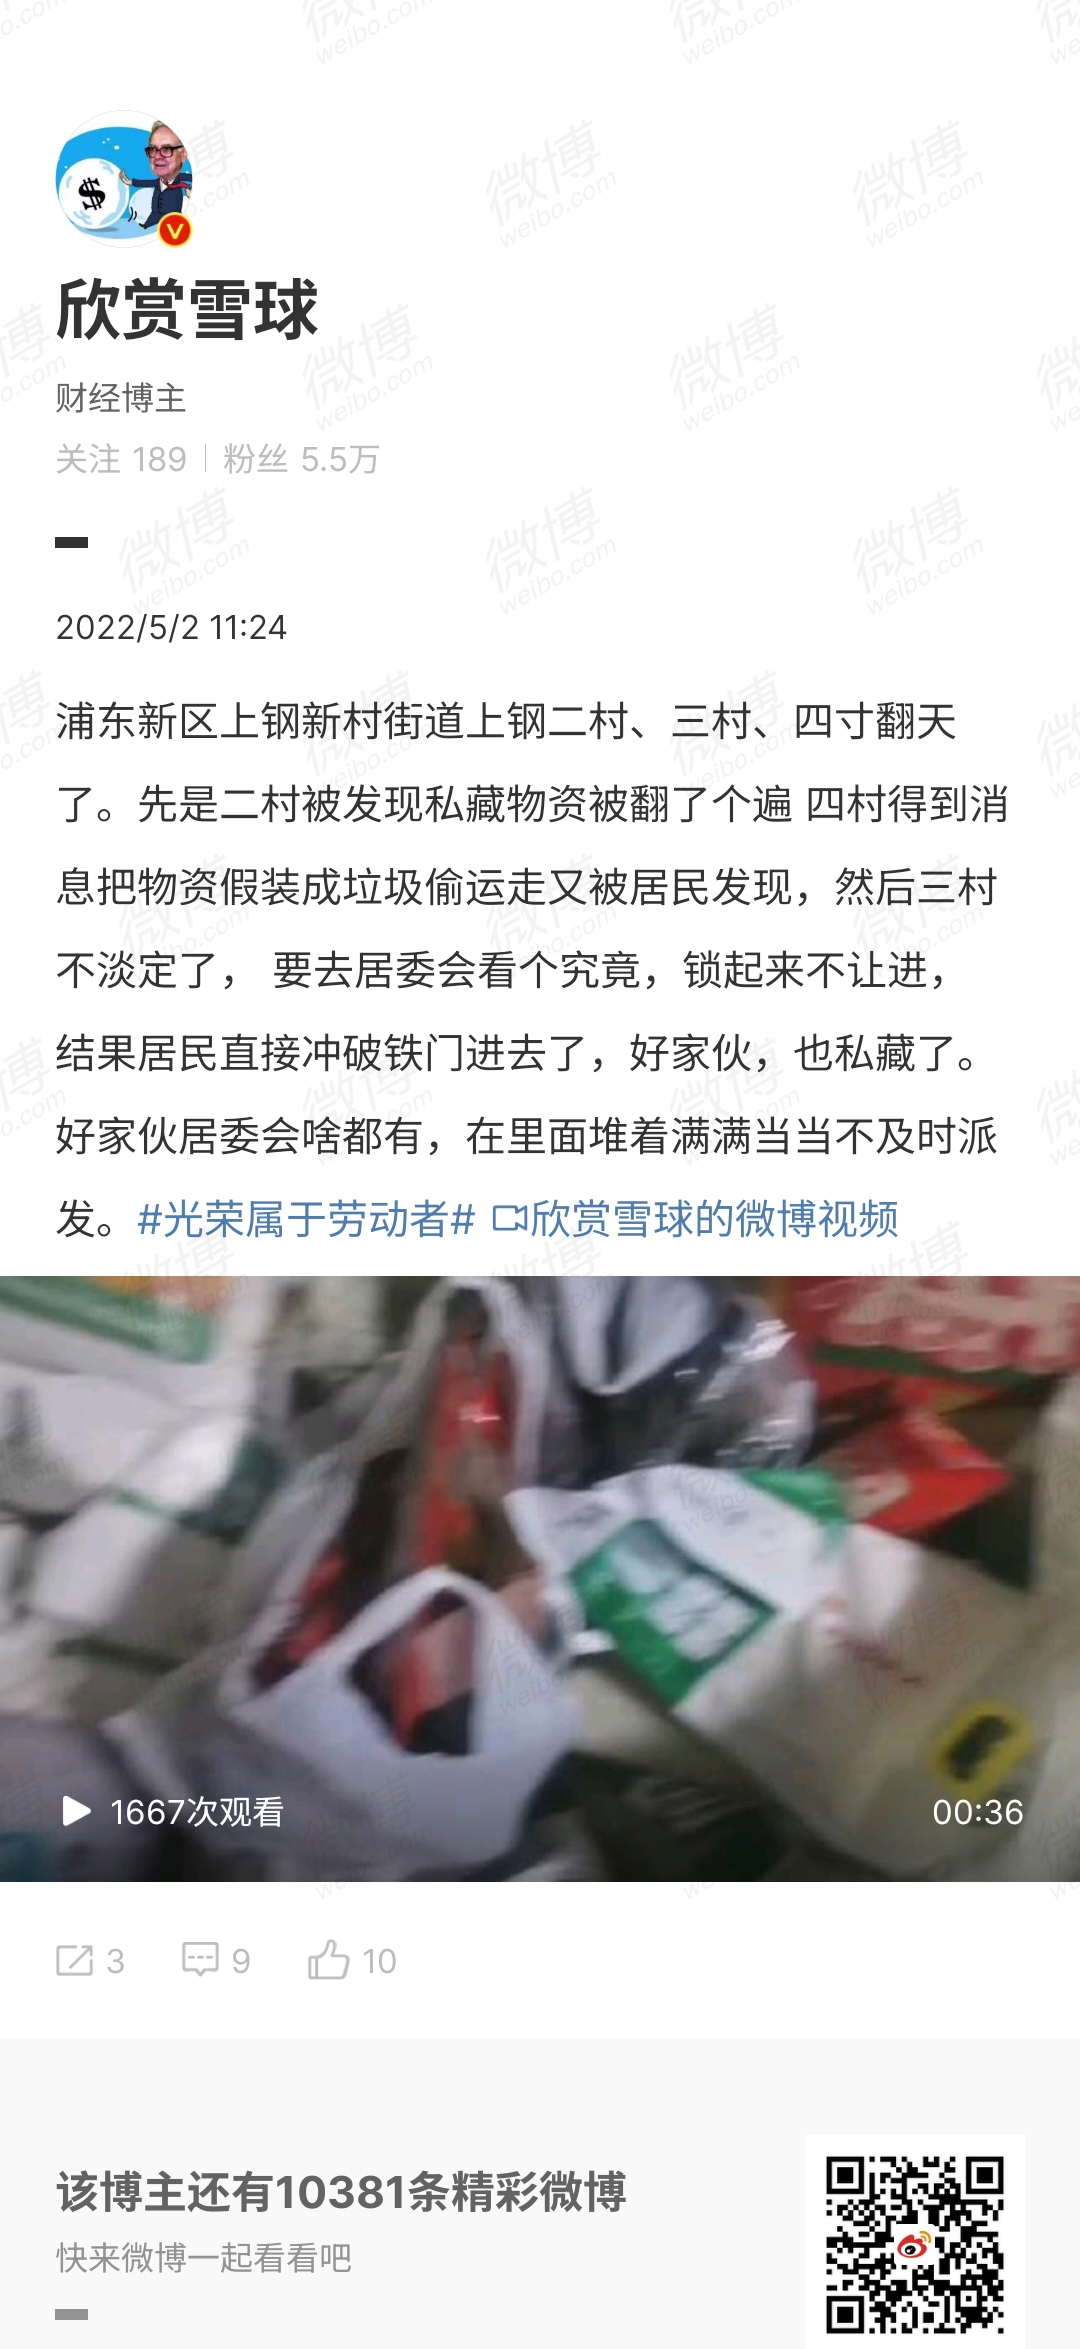 欣赏雪球
财经博主
关注 189 | 粉丝 5.5万
2022/5/2 11:24
浦东新区上钢新村街道上钢二村、三村、四寸翻天
了。先是二村被发现私藏物资被翻了个遍 四村得到消
息把物资假装成垃圾偷运走又被居民发现，然后三村
不淡定了， 要去居委会看个究竟，锁起来不让进，
结果居民直接冲破铁门进去了，好家伙，也私藏了。
好家伙居委会啥都有，在里面堆着满满当当不及时派
发。#光荣属于劳动者# 欣赏雪球的微博视频
1667次观看
00:36
3 9 10
该博主还有10381条精彩微博
快来微博一起看看吧
微博
weibo.com